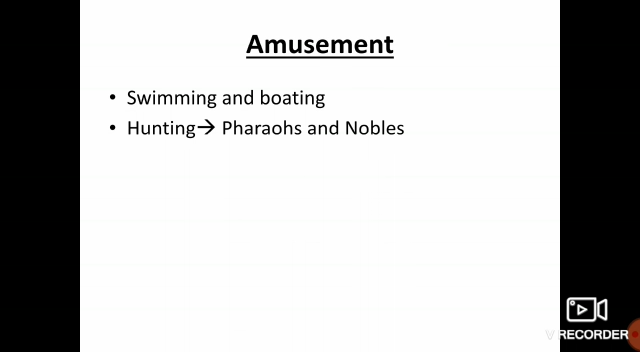 Amusement
• Swimming and boating
• Hunting→ Pharaohs and Nobles
V RECORDER